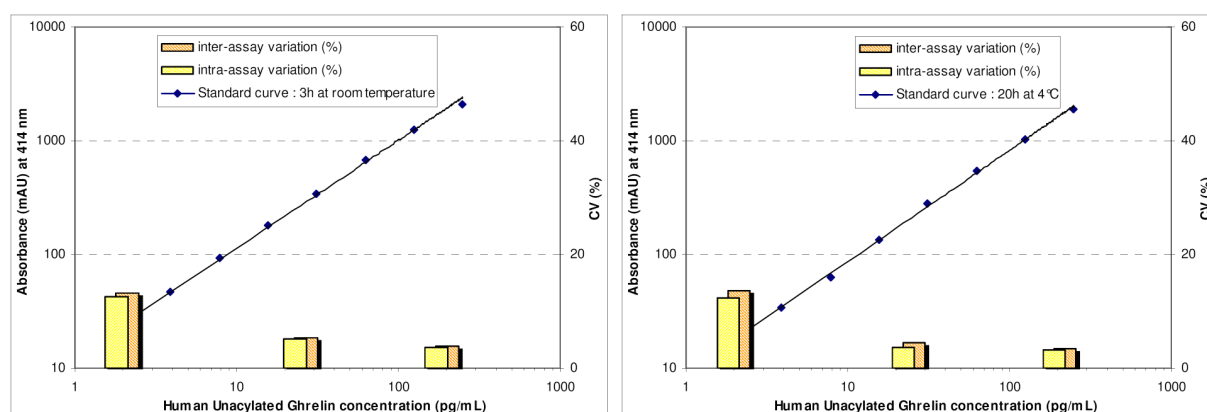 10000
1000
100
10
Absorbance (mAU) at 414 nm
inter-assay variation (%)
intra-assay variation (%)
Standard curve : 3h at room temperature
60
40
20
0
CV (%)
1
10
100
1000
Human Unacylated Ghrelin concentration (pg/mL)
10000
1000
100
10
Absorbance (mAU) at 414 nm
inter-assay variation (%)
intra-assay variation (%)
Standard curve : 20h at 4°C
60
40
20
0
CV (%)
1
10
100
1000
Human Unacylated Ghrelin concentration (pg/mL)